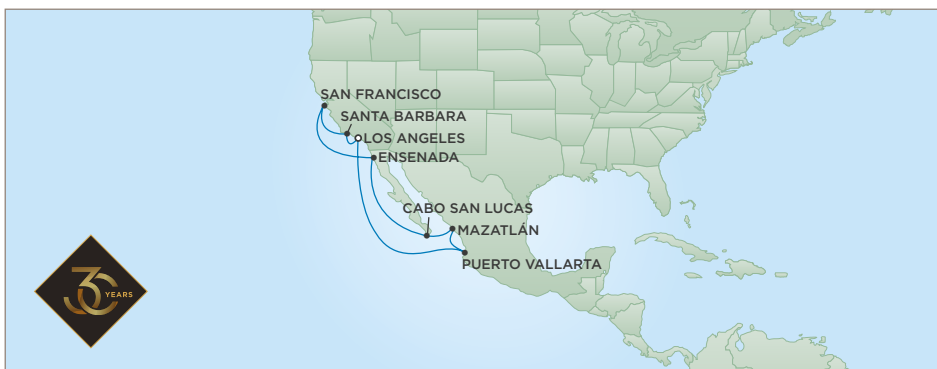 SAN FRANCISCO
SANTA BARBARA
LOS ANGELES
ENSENADA
CABO SAN LUCAS
MAZATLÁN
PUERTO VALLARTA
30
YEARS